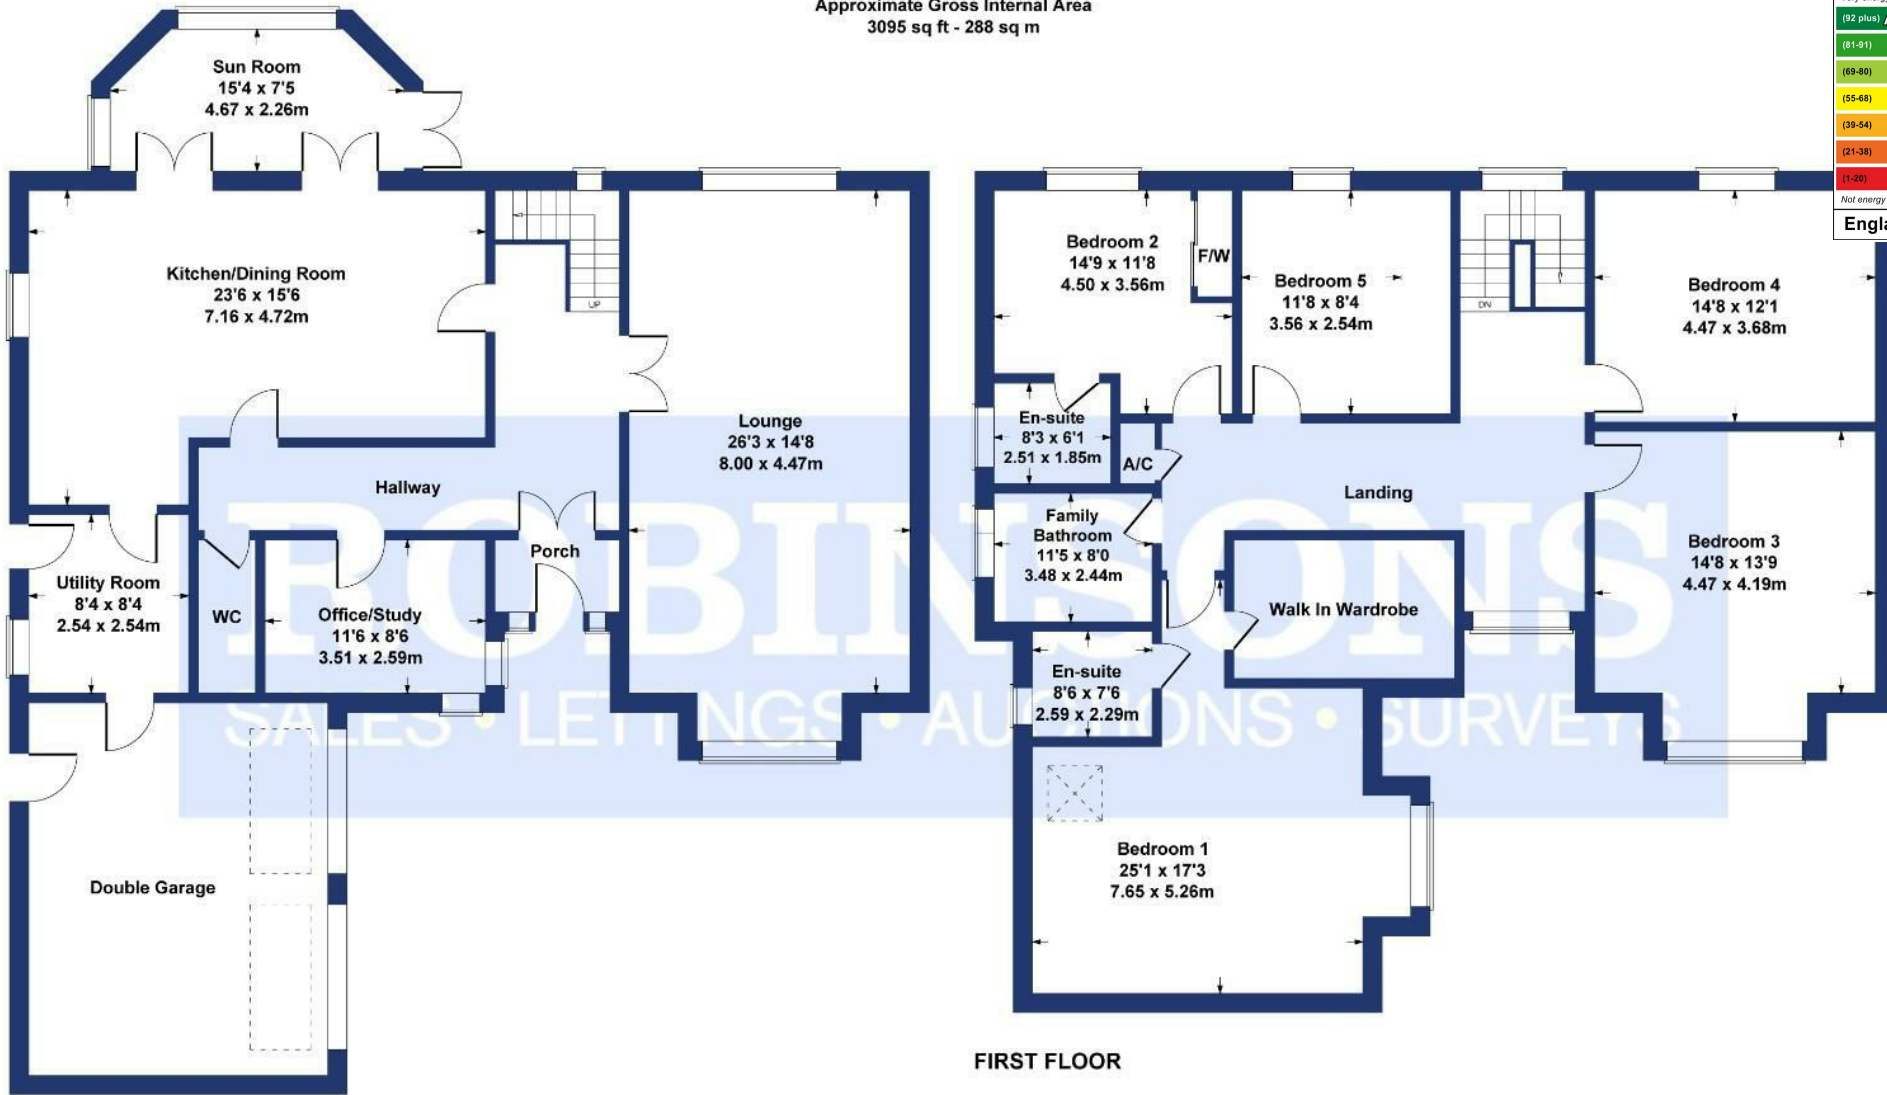 Approximate Gross Internal Area
3095 sq ft - 288 sq m
Sun Room
15'4 x 7'5
4.67 x 2.26m
Kitchen/Dining Room
23'6 x 15'6
7.16 x 4.72m
UP
Lounge
26'3 x 14'8
8.00 x 4.47m
Hallway
Porch
Utility Room
8'4 x 8'4
2.54 x 2.54m
WC
Office/Study
11'6 x 8'6
3.51 x 2.59m
Double Garage
Bedroom 2
14'9 x 11'8
4.50 x 3.56m
F/W
Bedroom 5
11'8 x 8'4
3.56 x 2.54m
DN
Bedroom 4
14'8 x 12'1
4.47 x 3.68m
En-suite
8'3 x 6'1
2.51 x 1.85m
A/C
Landing
Family
Bathroom
11'5 x 8'0
3.48 x 2.44m
Walk In Wardrobe
Bedroom 3
14'8 x 13'9
4.47 x 4.19m
En-suite
8'6 x 7'6
2.59 x 2.29m
Bedroom 1
25'1 x 17'3
7.65 x 5.26m
FIRST FLOOR
ROBINSONS
SALES • LETTINGS • AUCTIONS • SURVEYS
(92 plus)
(81-91)
(69-80)
(55-68)
(39-54)
(21-38)
(1-20)
Not energy
Engla